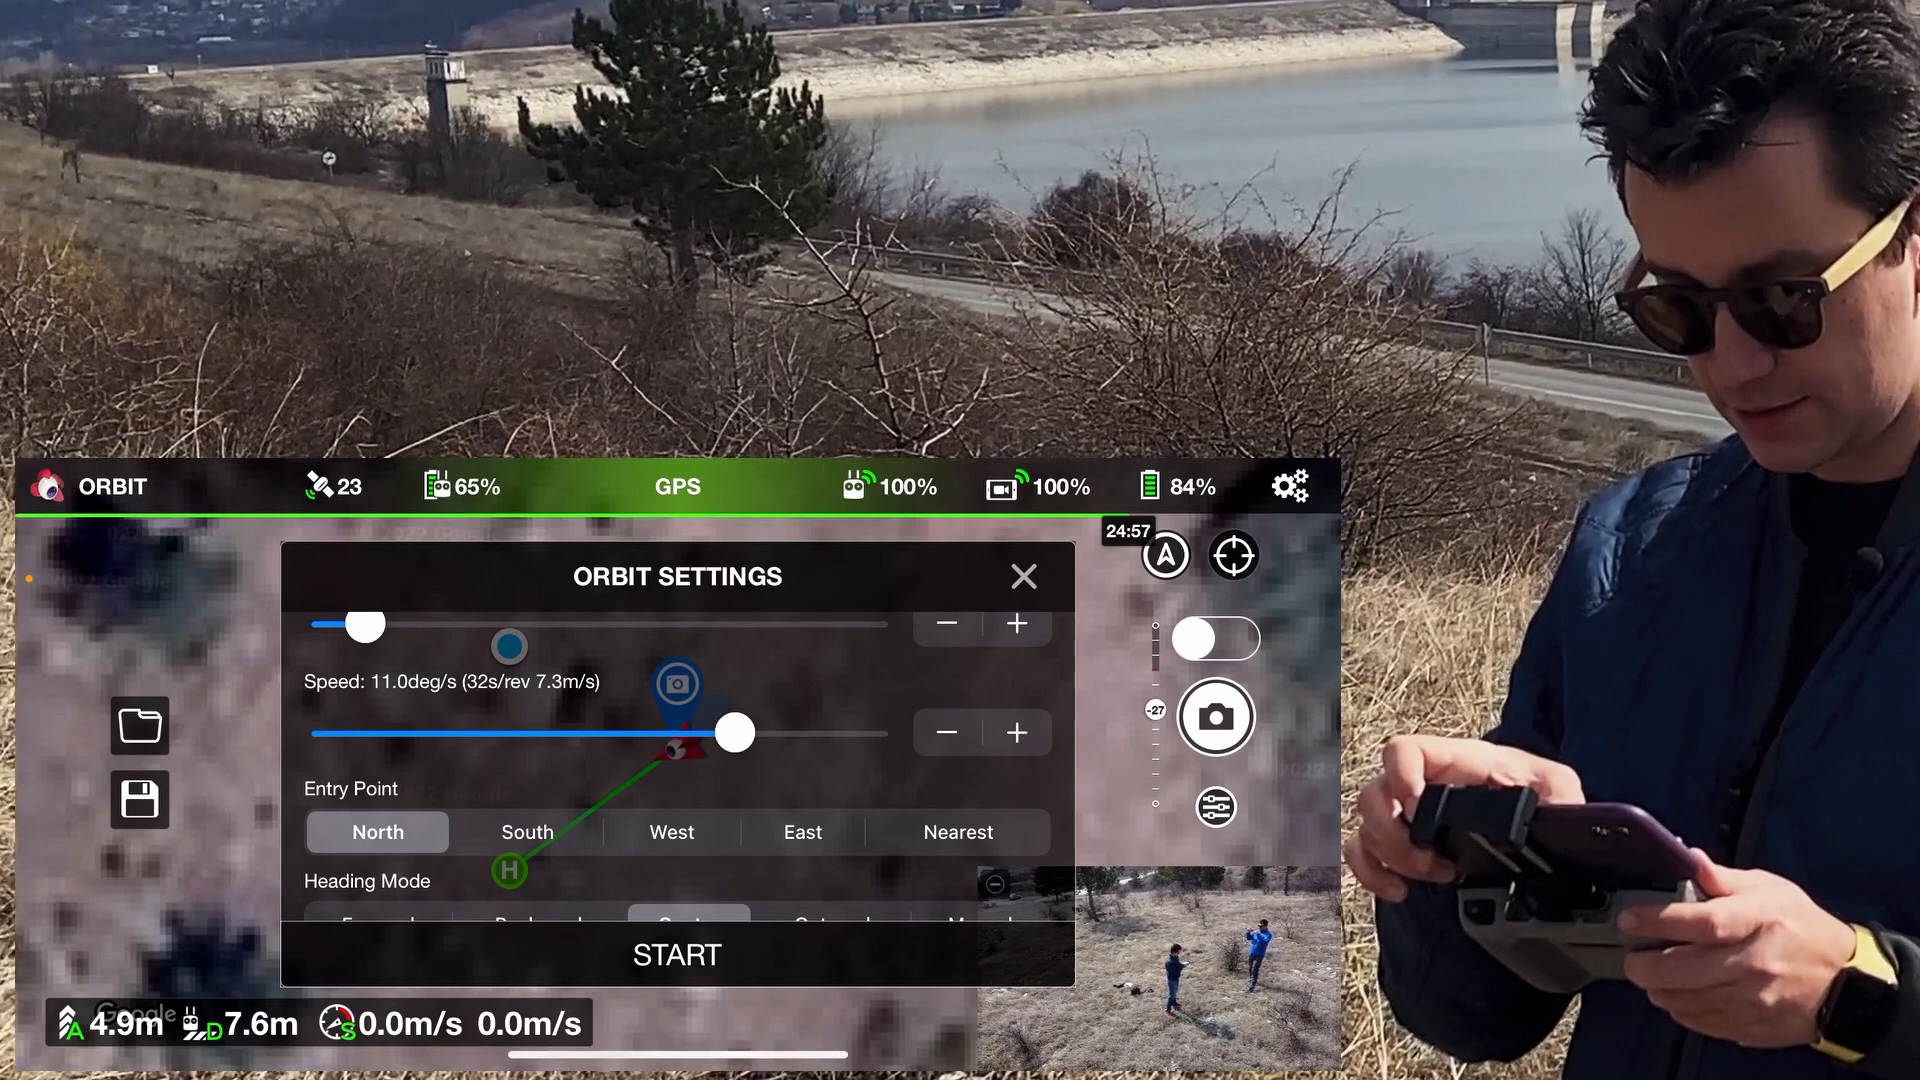 ORBIT
23
65%
GPS
100%
100%
84%
24:57
ORBIT SETTINGS
Speed: 11.0deg/s (32s/rev 7.3m/s)
-27
Entry Point
North South West East Nearest
Heading Mode
H
START
Google
A 4.9m D 7.6m S 0.0m/s 0.0m/s